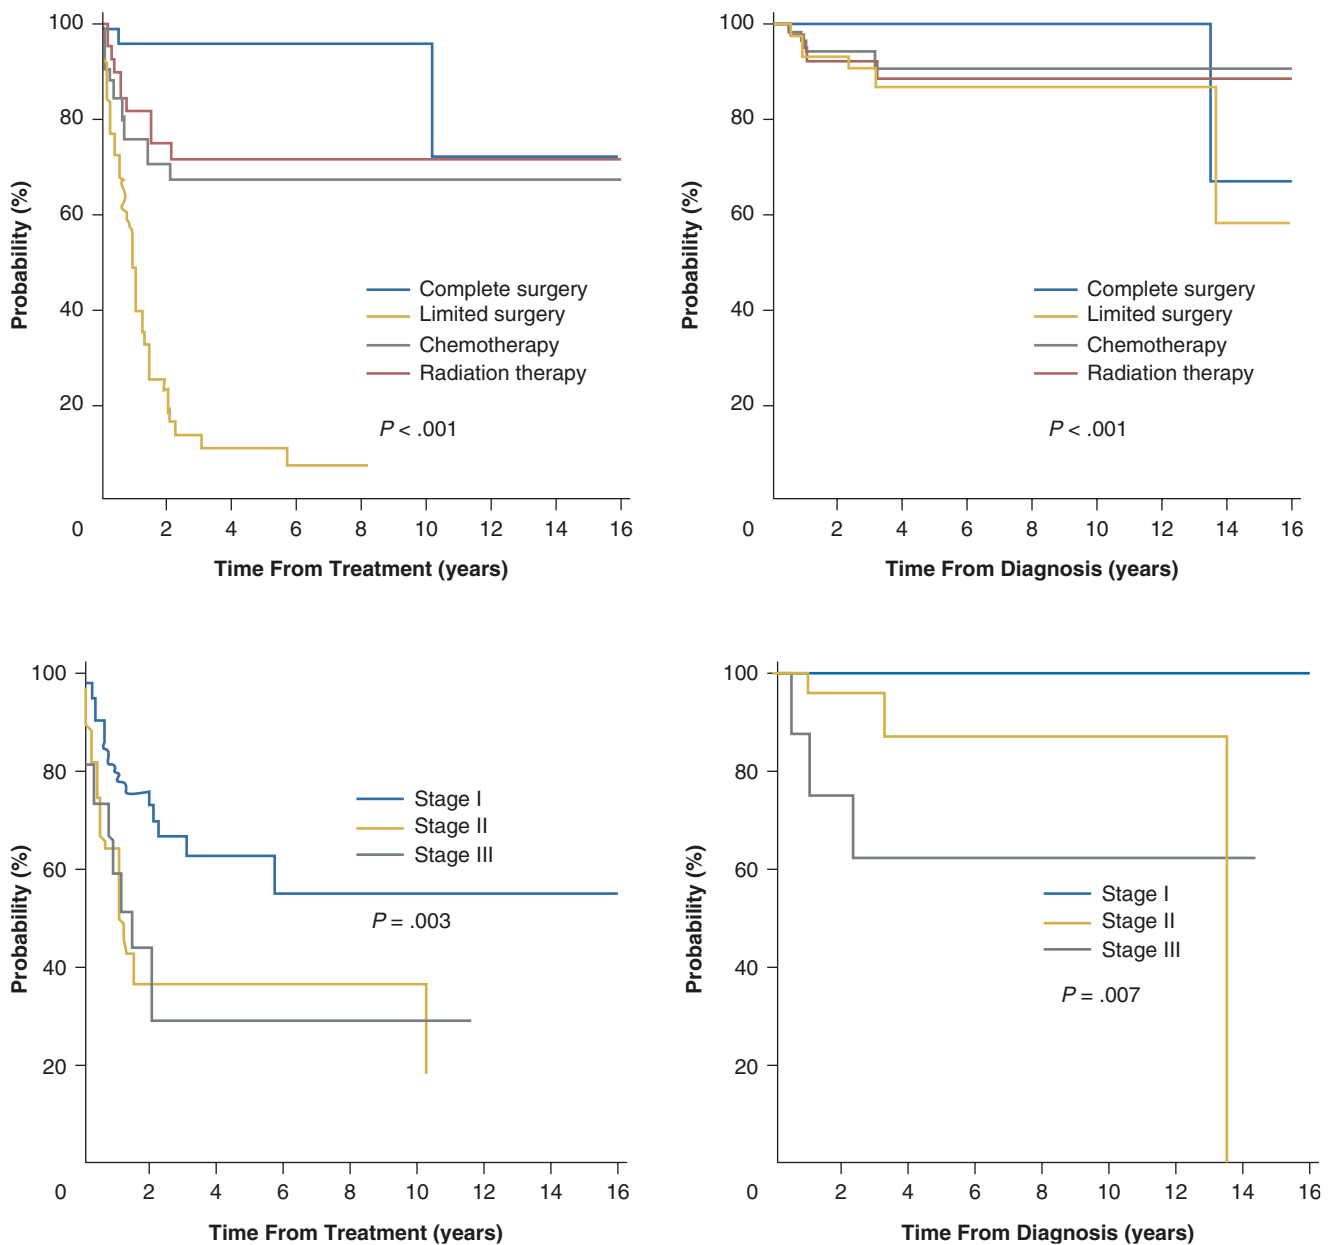 100
80
60
40
20
0
2 4 6 8 10 12 14 16
Probability (%)
Time From Treatment (years)
Complete surgery
Limited surgery
Chemotherapy
Radiation therapy
P < .001
100
80
60
40
20
0
2 4 6 8 10 12 14 16
Probability (%)
Time From Diagnosis (years)
Complete surgery
Limited surgery
Chemotherapy
Radiation therapy
P < .001
100
80
60
40
20
0
2 4 6 8 10 12 14 16
Probability (%)
Time From Treatment (years)
Stage I
Stage II
Stage III
P = .003
100
80
60
40
20
0
2 4 6 8 10 12 14 16
Probability (%)
Time From Diagnosis (years)
Stage I
Stage II
Stage III
P = .007